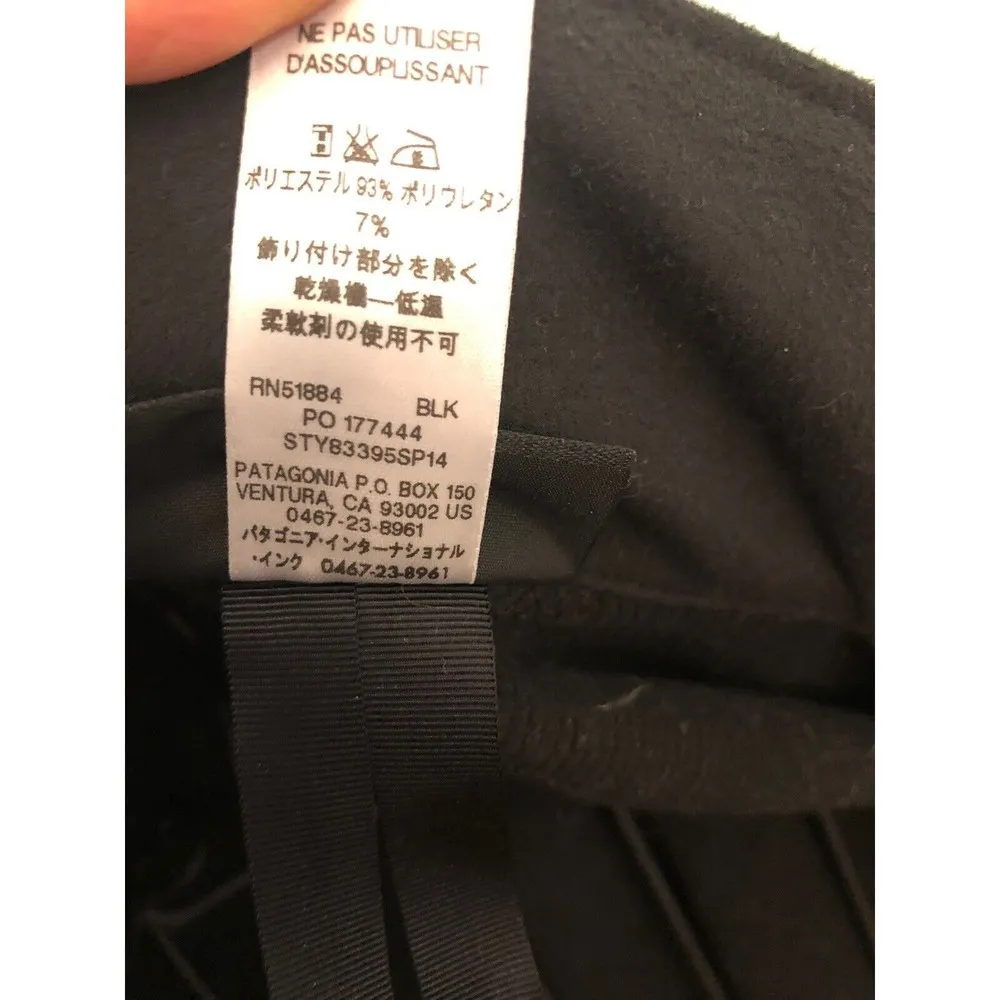 NE PAS UTILISER
D'ASSOUPLISSANT
ポリエステル 93% ポリウレタン
7%
飾り付け部分を除く
乾燥機—低温
柔軟剤の使用不可
RN51884 BLK
PO 177444
STY83395SP14
PATAGONIA P.O. BOX 150
VENTURA, CA 93002 US
0467-23-8961
パタゴニア・インターナショナル
・インク 0467-23-8961